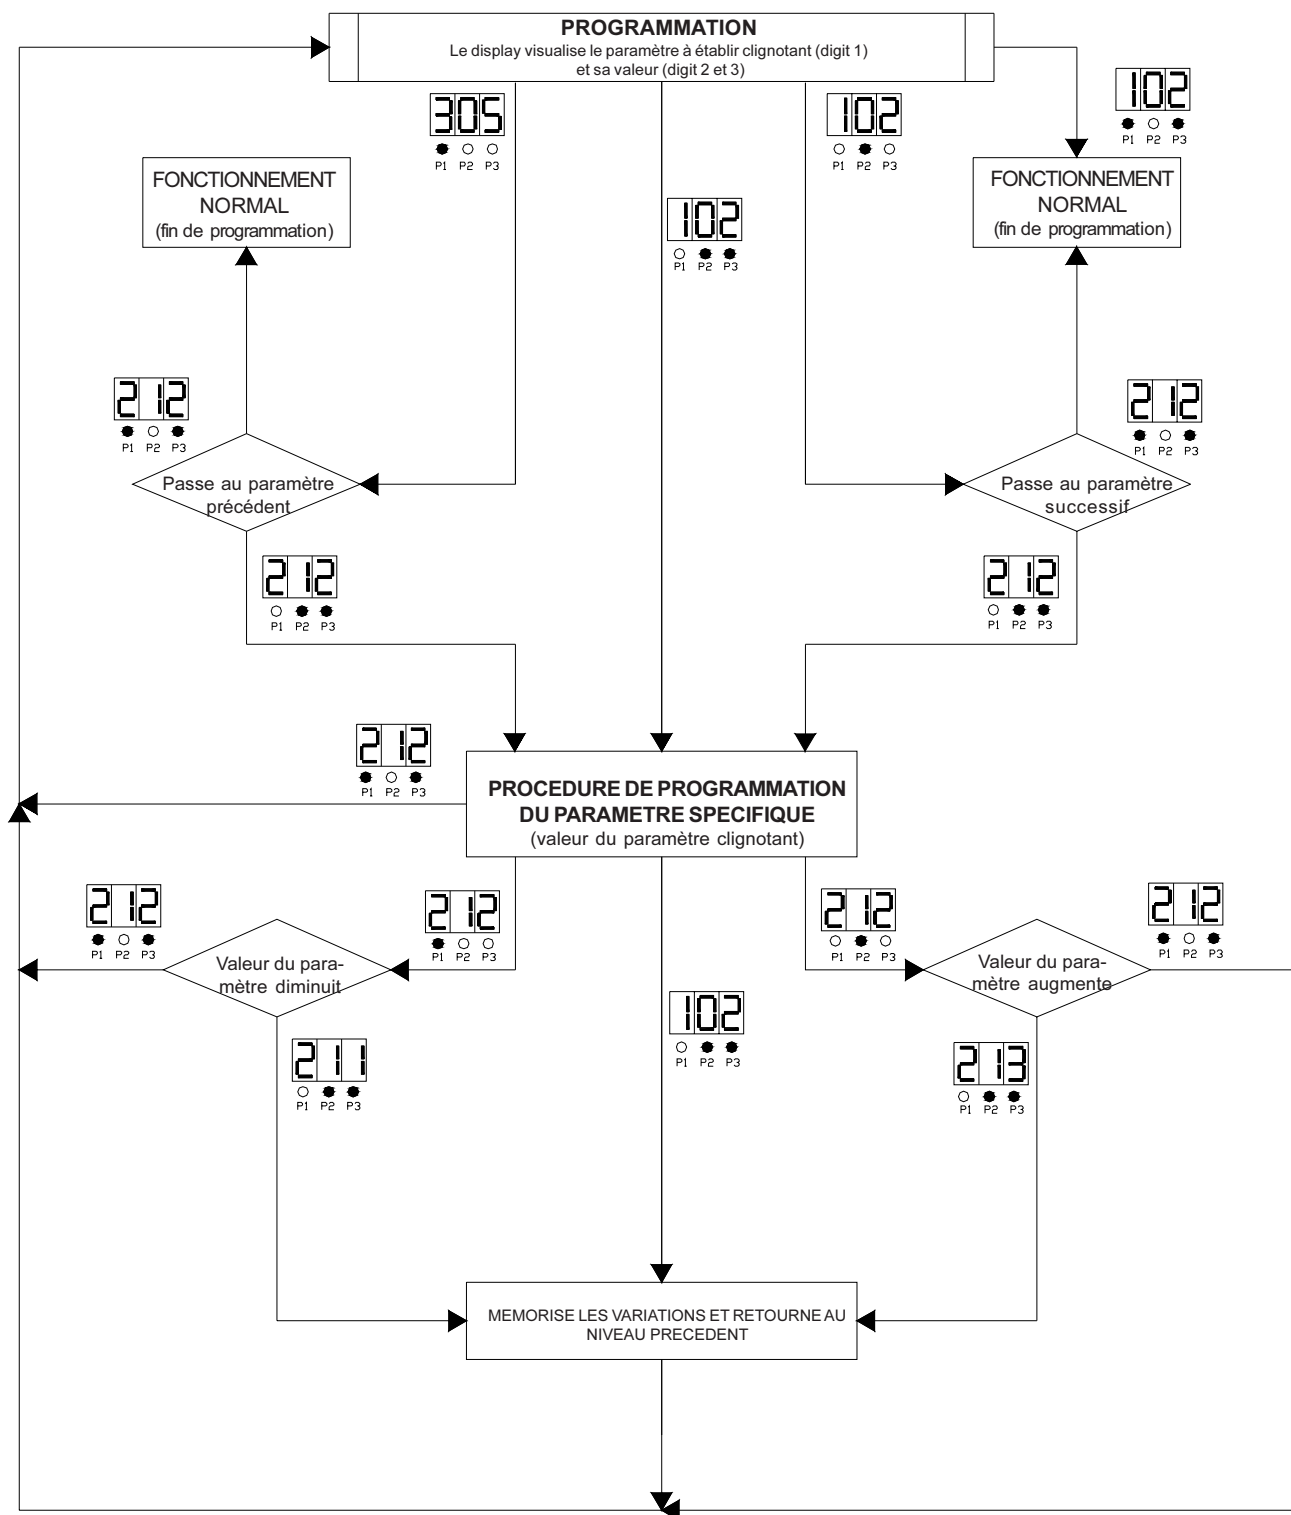 PROGRAMMATION
Le display visualise le paramètre à établir clignotant (digit 1)
et sa valeur (digit 2 et 3)
305
P1 P2 P3
102
P1 P2 P3
102
P1 P2 P3
FONCTIONNEMENT
NORMAL
(fin de programmation)
102
P1 P2 P3
FONCTIONNEMENT
NORMAL
(fin de programmation)
212
P1 P2 P3
212
P1 P2 P3
Passe au paramètre
précédent
Passe au paramètre
successif
212
P1 P2 P3
212
P1 P2 P3
212
P1 P2 P3
PROCEDURE DE PROGRAMMATION
DU PARAMETRE SPECIFIQUE
(valeur du paramètre clignotant)
212
P1 P2 P3
212
P1 P2 P3
212
P1 P2 P3
212
P1 P2 P3
Valeur du para-
mètre diminuit
Valeur du para-
mètre augmente
102
P1 P2 P3
211
P1 P2 P3
213
P1 P2 P3
MEMORISE LES VARIATIONS ET RETOURNE AU
NIVEAU PRECEDENT